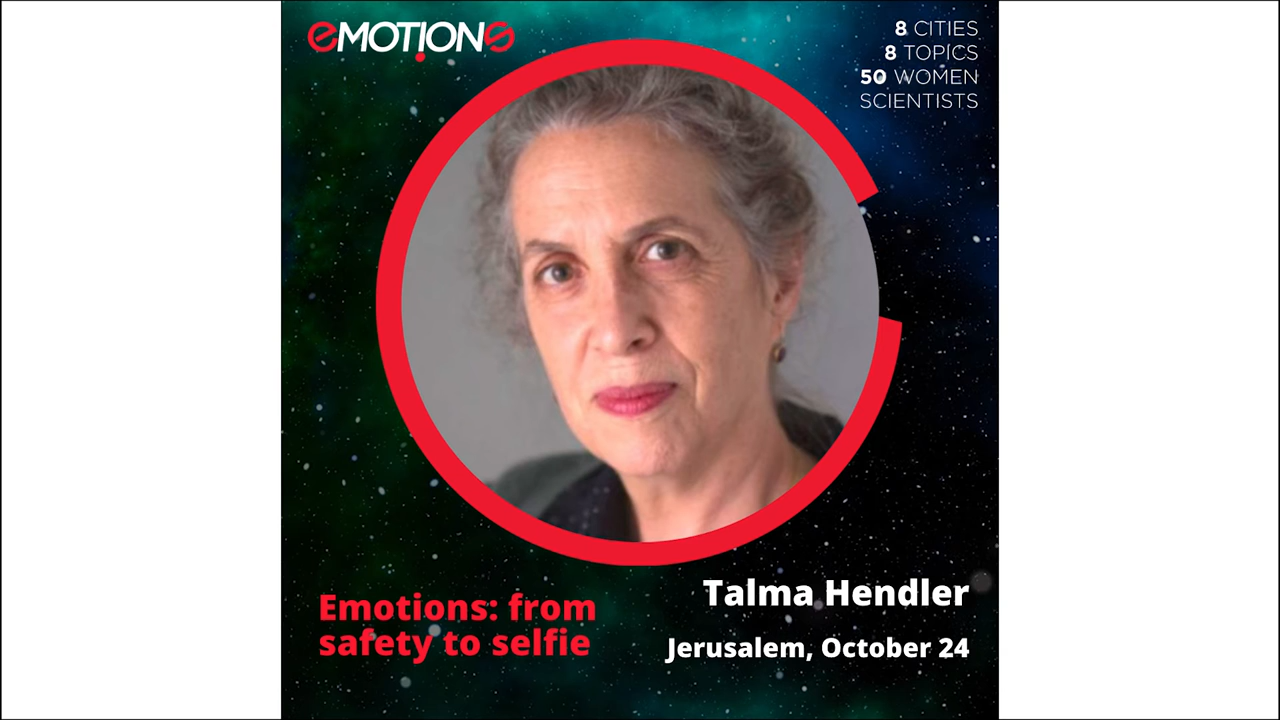 eMOTIONS
8 CITIES
8 TOPICS
50 WOMEN
SCIENTISTS
Emotions: from
safety to selfie
Talma Hendler
Jerusalem, October 24